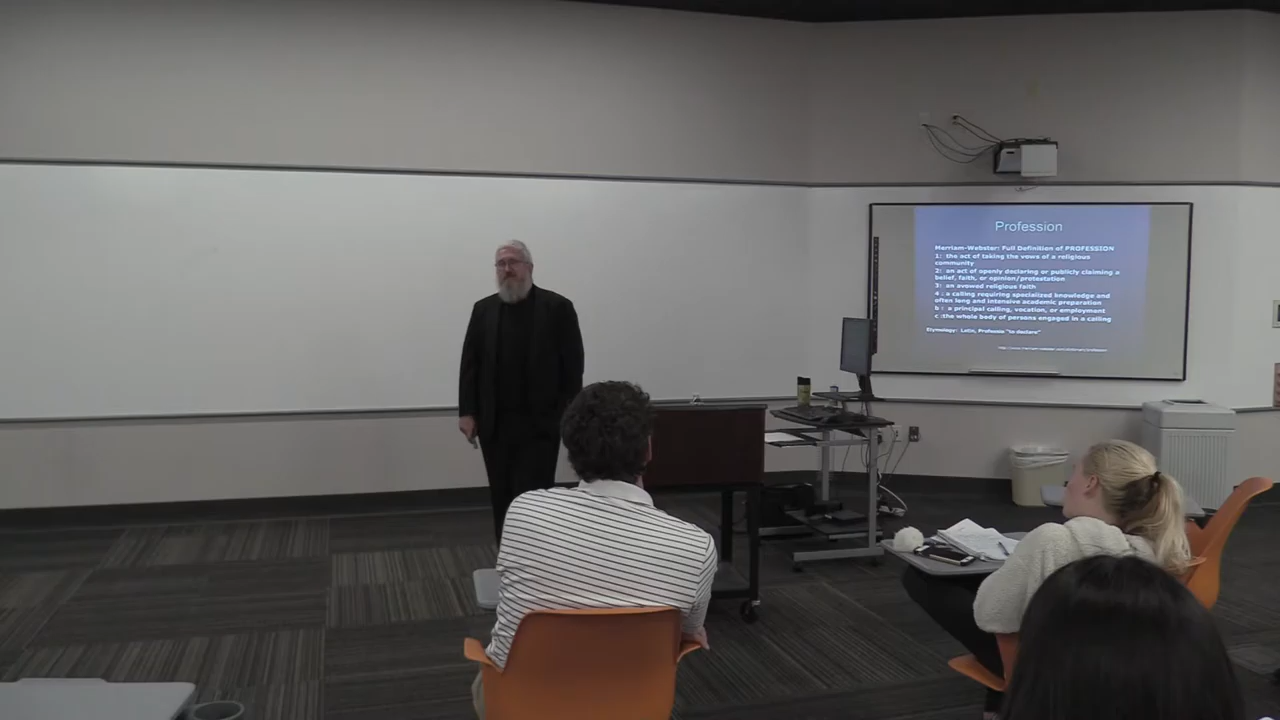 Profession
Merriam-Webster: Full Definition of PROFESSION
1: the act of taking the vows of a religious
community
2: an act of openly declaring or publicly claiming a
belief, faith, or opinion/protestation
3: an avowed religious faith
4 : a calling requiring specialized knowledge and
often long and intensive academic preparation
b : a principal calling, vocation, or employment
c :the whole body of persons engaged in a calling
Etymology: Latin, Professio "to declare"